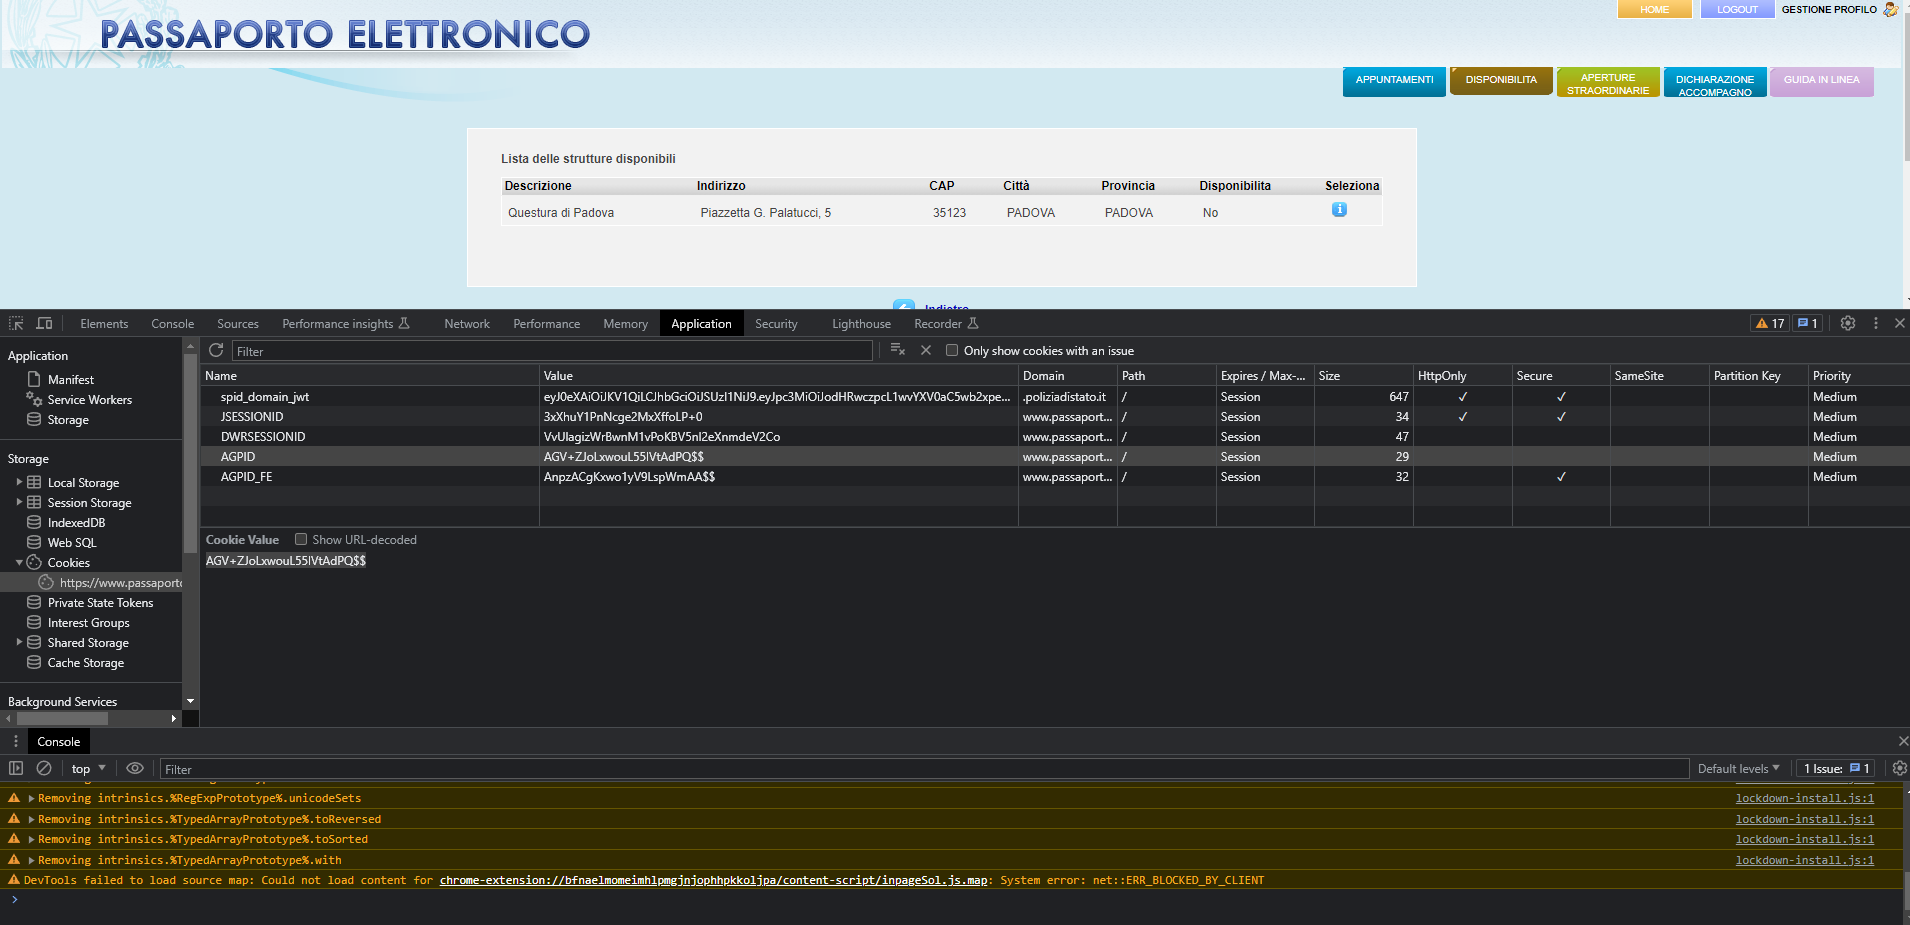 PASSAPORTO ELETTRONICO
HOME
LOGOUT
GESTIONE PROFILO
APPUNTAMENTI
DISPONIBILITA
APERTURE STRAORDINARIE
DICHIARAZIONE ACCOMPAGNO
GUIDA IN LINEA
Lista delle strutture disponibili
Descrizione Indirizzo CAP Città Provincia Disponibilita Seleziona
Questura di Padova Piazzetta G. Palatucci, 5 35123 PADOVA PADOVA No
Indietro
Elements Console Sources Performance insights Network Performance Memory Application Security Lighthouse Recorder 17 1
Application
Manifest
Service Workers
Storage
Storage
Local Storage
Session Storage
IndexedDB
Web SQL
Cookies
https://www.passaporto
Private State Tokens
Interest Groups
Shared Storage
Cache Storage
Background Services
Filter
Only show cookies with an issue
Name Value Domain Path Expires / Max-... Size HttpOnly Secure SameSite Partition Key Priority
spid_domain_jwt eyJ0eXAiOiJKV1QiLCJhbGciOiJSUzI1NiJ9.eyJpc3MiOiJodHRwczpcL1wvYXV0aC5wb2xpe... .poliziadistato.it / Session 647 ✓ ✓ Medium
JSESSIONID 3xXhuY1PnNcge2MxXffoLP+0 www.passaport... / Session 34 ✓ ✓ Medium
DWRSESSIONID VvUlagizWrBwnM1vPoKBV5nl2eXnmdeV2Co www.passaport... / Session 47 Medium
AGPID AGV+ZJoLxwouL55lVtAdPQ$$ www.passaport... / Session 29 Medium
AGPID_FE AnpzACgKxwo1yV9LspWmAA$$ www.passaport... / Session 32 ✓ Medium
Cookie Value Show URL-decoded
AGV+ZJoLxwouL55lVtAdPQ$$
Console
top Filter Default levels 1 Issue: 1
Removing intrinsics.%RegExpPrototype%.unicodeSets lockdown-install.js:1
Removing intrinsics.%TypedArrayPrototype%.toReversed lockdown-install.js:1
Removing intrinsics.%TypedArrayPrototype%.toSorted lockdown-install.js:1
Removing intrinsics.%TypedArrayPrototype%.with lockdown-install.js:1
DevTools failed to load source map: Could not load content for chrome-extension://bfnaelmomeimhlpmgjnjophhpkkoljpa/content-script/inpageSol.js.map: System error: net::ERR_BLOCKED_BY_CLIENT